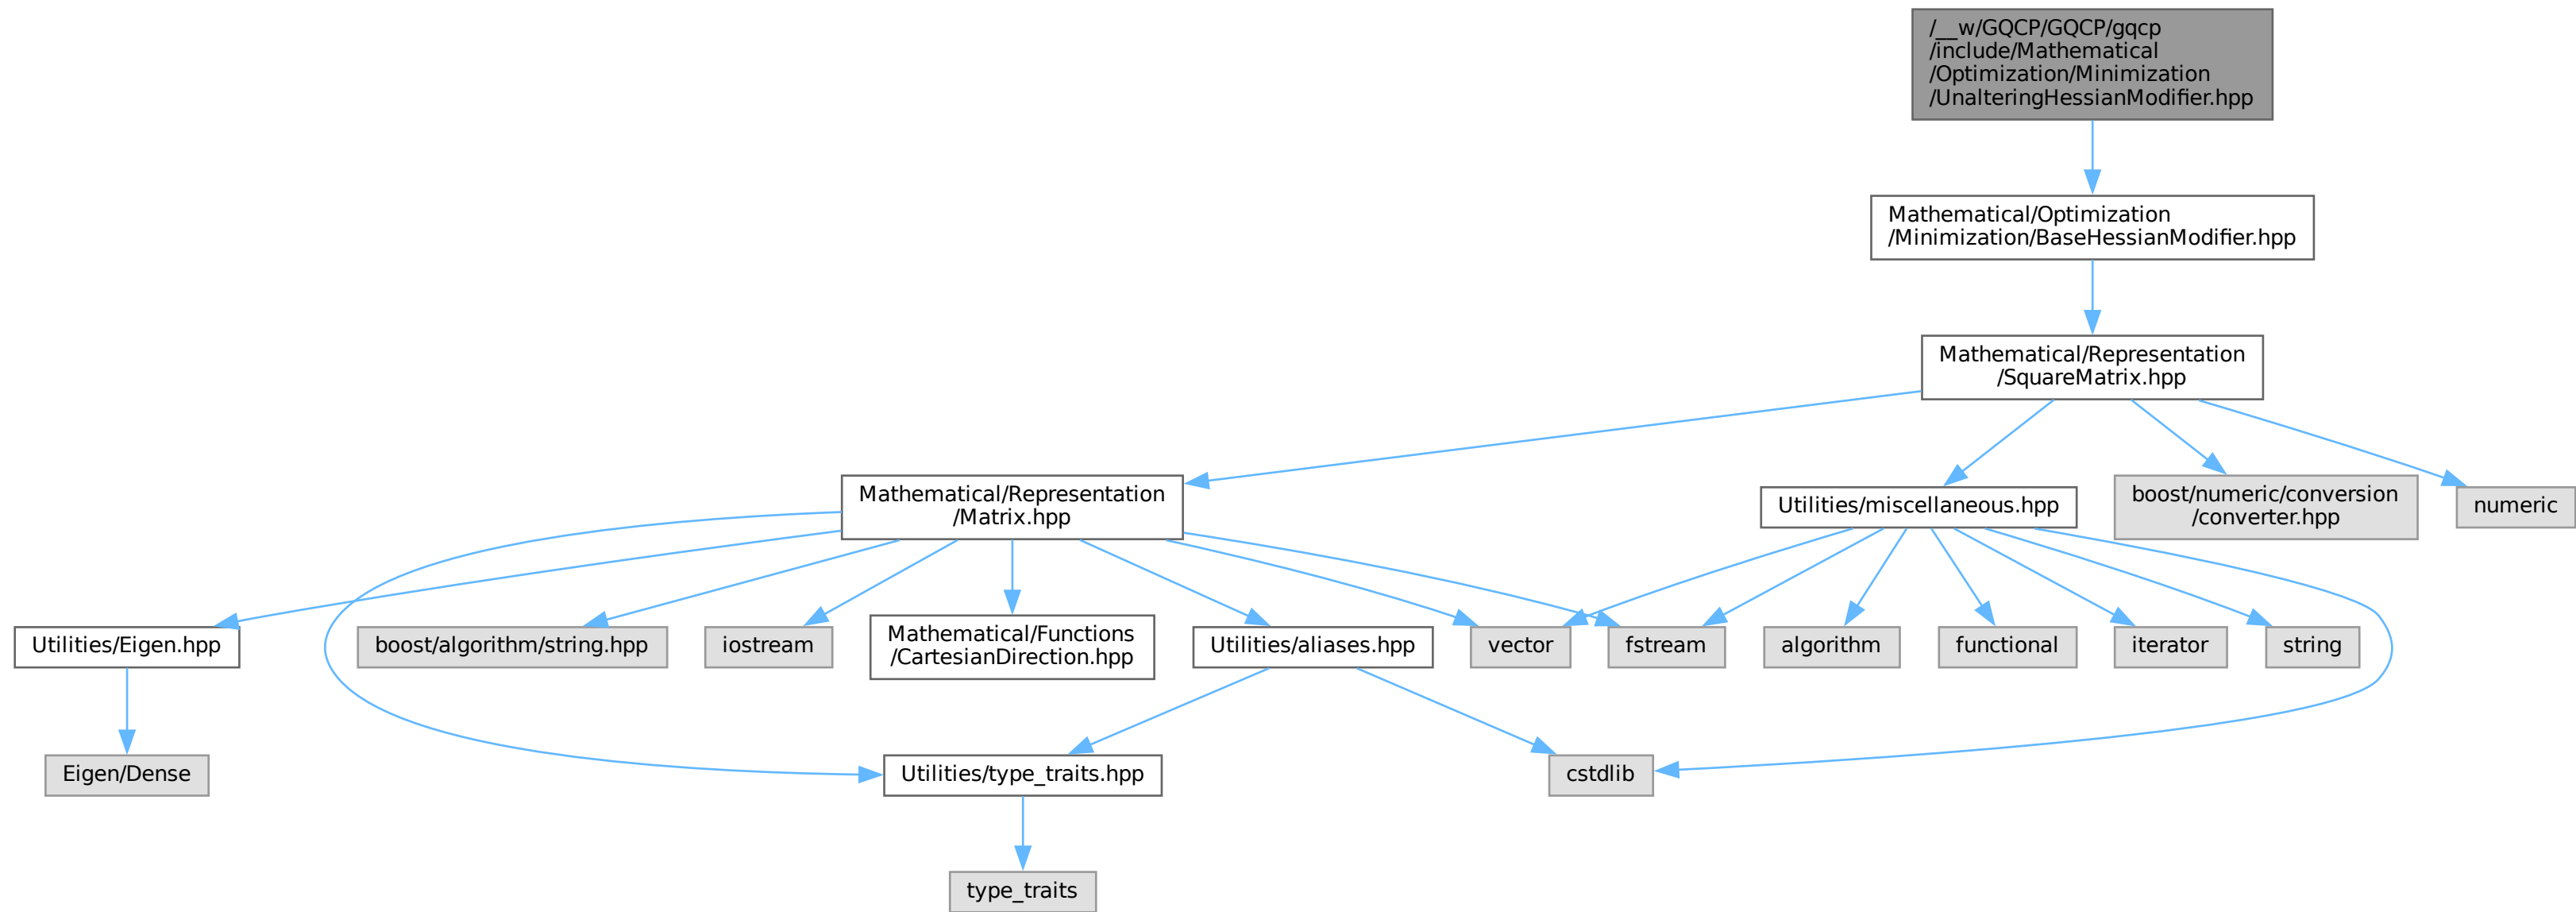 /__w/GQCP/GQCP/gqcp
/include/Mathematical
/Optimization/Minimization
/UnalteringHessianModifier.hpp
Mathematical/Optimization
/Minimization/BaseHessianModifier.hpp
Mathematical/Representation
/SquareMatrix.hpp
Mathematical/Representation
/Matrix.hpp
Utilities/miscellaneous.hpp
boost/numeric/conversion
/converter.hpp
numeric
Utilities/Eigen.hpp
boost/algorithm/string.hpp
iostream
Mathematical/Functions
/CartesianDirection.hpp
Utilities/aliases.hpp
vector
fstream
algorithm
functional
iterator
string
Eigen/Dense
Utilities/type_traits.hpp
cstdlib
type_traits